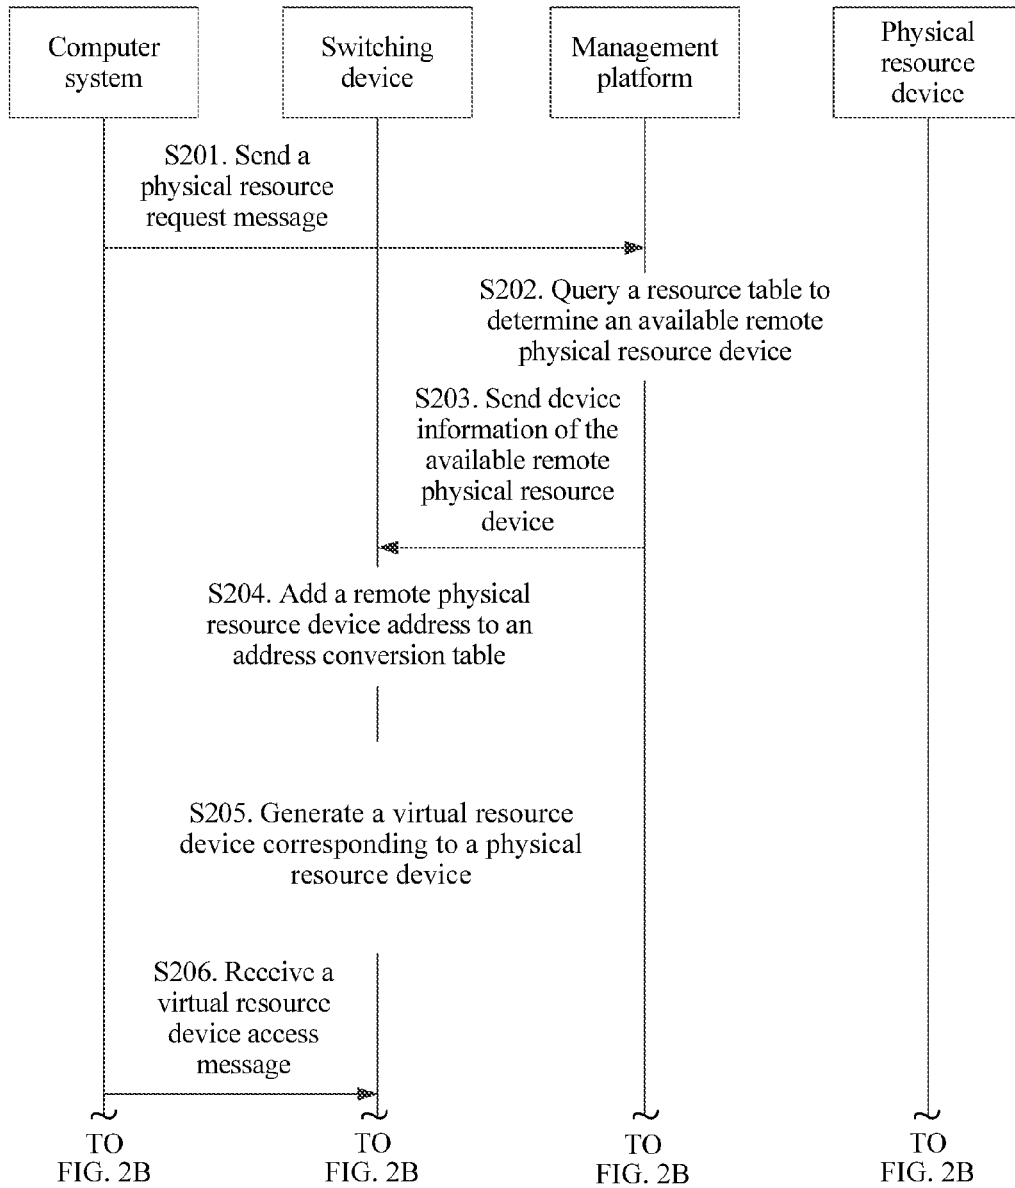 Computer
system
Switching
device
Management
platform
Physical
resource
device
S201. Send a
physical resource
request message
S202. Query a resource table to
determine an available remote
physical resource device
S203. Send device
information of the
available remote
physical resource
device
S204. Add a remote physical
resource device address to an
address conversion table
S205. Generate a virtual resource
device corresponding to a physical
resource device
S206. Receive a
virtual resource
device access
message
TO
FIG. 2B
TO
FIG. 2B
TO
FIG. 2B
TO
FIG. 2B